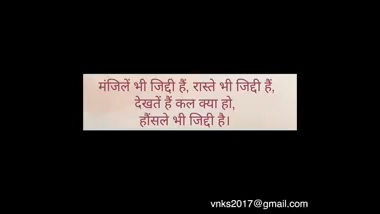 मंजिलें भी जिद्दी हैं, रास्ते भी जिद्दी हैं,
देखतें हैं कल क्या हो,
हौंसले भी जिद्दी है।
vnks2017@gmail.com